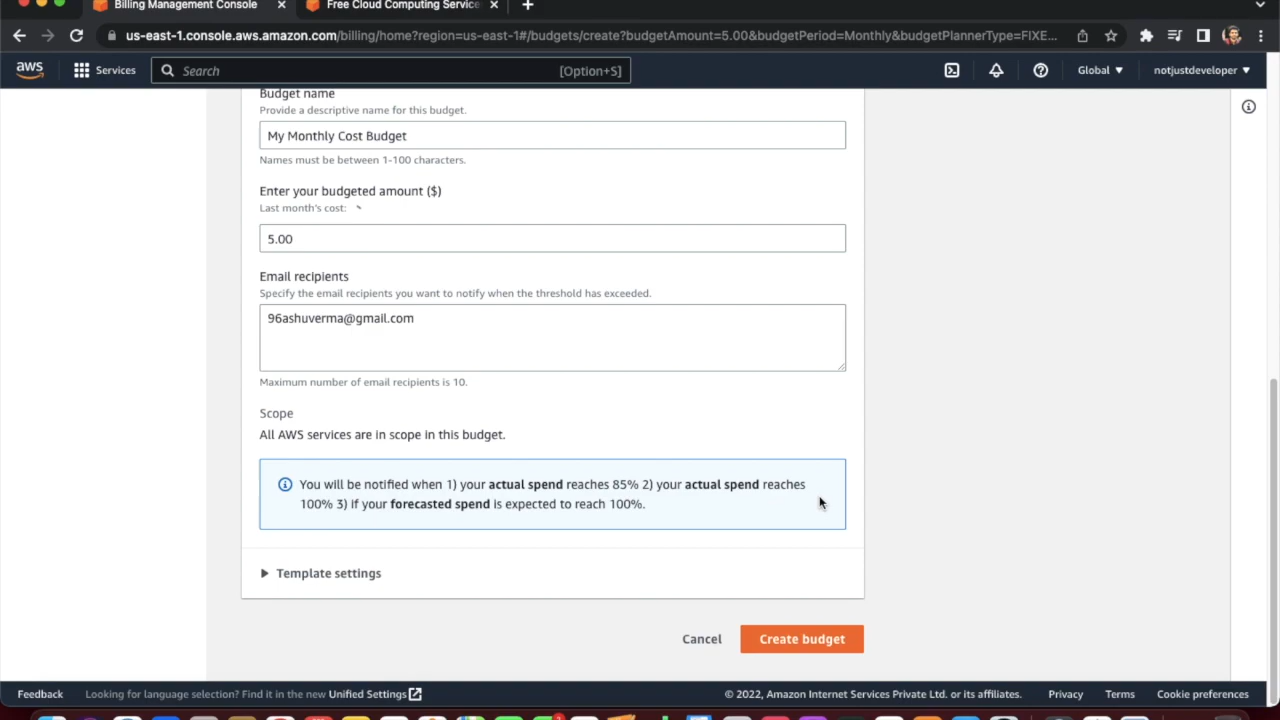 Billing Management Console
Free Cloud Computing Service
us-east-1.console.aws.amazon.com/billing/home?region=us-east-1#/budgets/create?budgetAmount=5.00&budgetPeriod=Monthly&budgetPlannerType=FIXE...
aws Services Search [Option+S] Global notjustdeveloper
Budget name
Provide a descriptive name for this budget.
My Monthly Cost Budget
Names must be between 1-100 characters.
Enter your budgeted amount ($)
Last month's cost:
5.00
Email recipients
Specify the email recipients you want to notify when the threshold has exceeded.
96ashuverma@gmail.com
Maximum number of email recipients is 10.
Scope
All AWS services are in scope in this budget.
You will be notified when 1) your actual spend reaches 85% 2) your actual spend reaches
100% 3) if your forecasted spend is expected to reach 100%.
Template settings
Cancel Create budget
Feedback Looking for language selection? Find it in the new Unified Settings © 2022, Amazon Internet Services Private Ltd. or its affiliates. Privacy Terms Cookie preferences